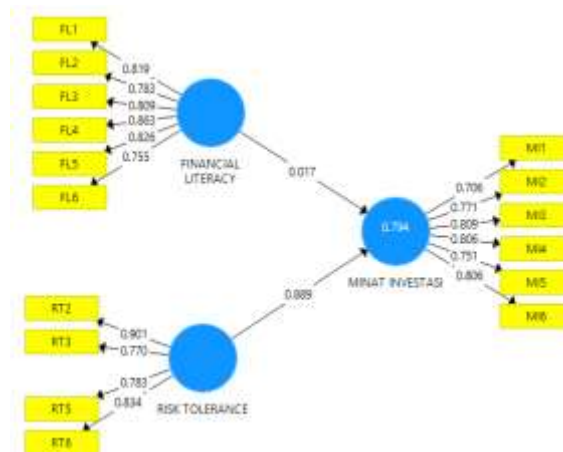 FL1
FL2
FL3
FL4
FL5
FL6
0.819
0.783
0.809
0.863
0.826
0.755
FINANCIAL
LITERACY
0.017
RT2
RT3
RT5
RT6
0.901
0.770
0.783
0.834
RISK TOLERANCE
0.889
0.794
MINAT INVESTASI
0.706
0.771
0.809
0.806
0.751
0.806
MI1
MI2
MI3
MI4
MI5
MI6